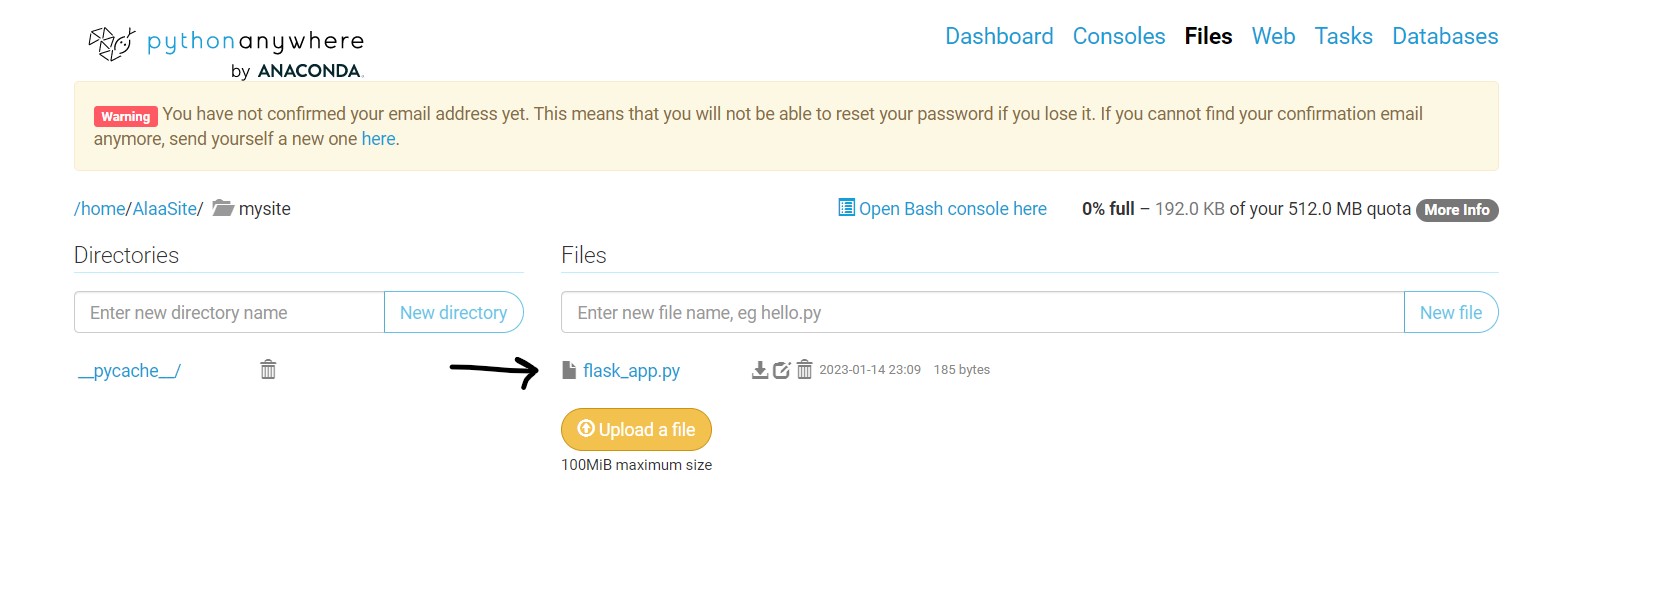 pythonanywhere
by ANACONDA.
Dashboard Consoles Files Web Tasks Databases
Warning You have not confirmed your email address yet. This means that you will not be able to reset your password if you lose it. If you cannot find your confirmation email
anymore, send yourself a new one here.
/home/AlaaSite/ mysite
Open Bash console here
0% full – 192.0 KB of your 512.0 MB quota More Info
Directories
Enter new directory name New directory
__pycache__/
Files
Enter new file name, eg hello.py New file
flask_app.py 2023-01-14 23:09 185 bytes
Upload a file
100MiB maximum size